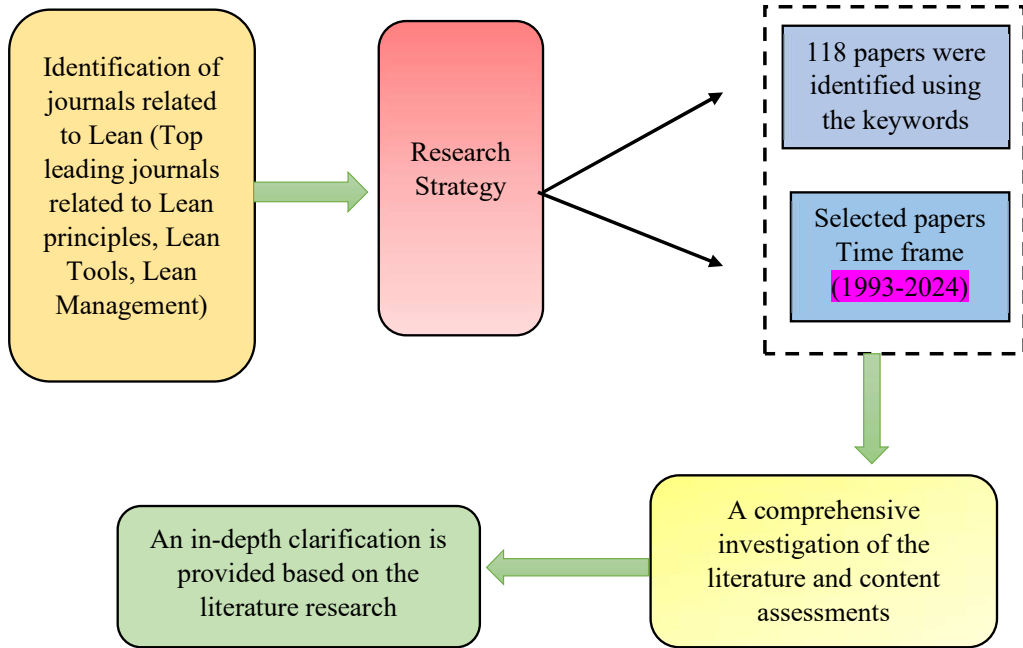 Identification of
journals related
to Lean (Top
leading journals
related to Lean
principles, Lean
Tools, Lean
Management)
Research
Strategy
118 papers were
identified using
the keywords
Selected papers
Time frame
(1993-2024)
A comprehensive
investigation of the
literature and content
assessments
An in-depth clarification is
provided based on the
literature research